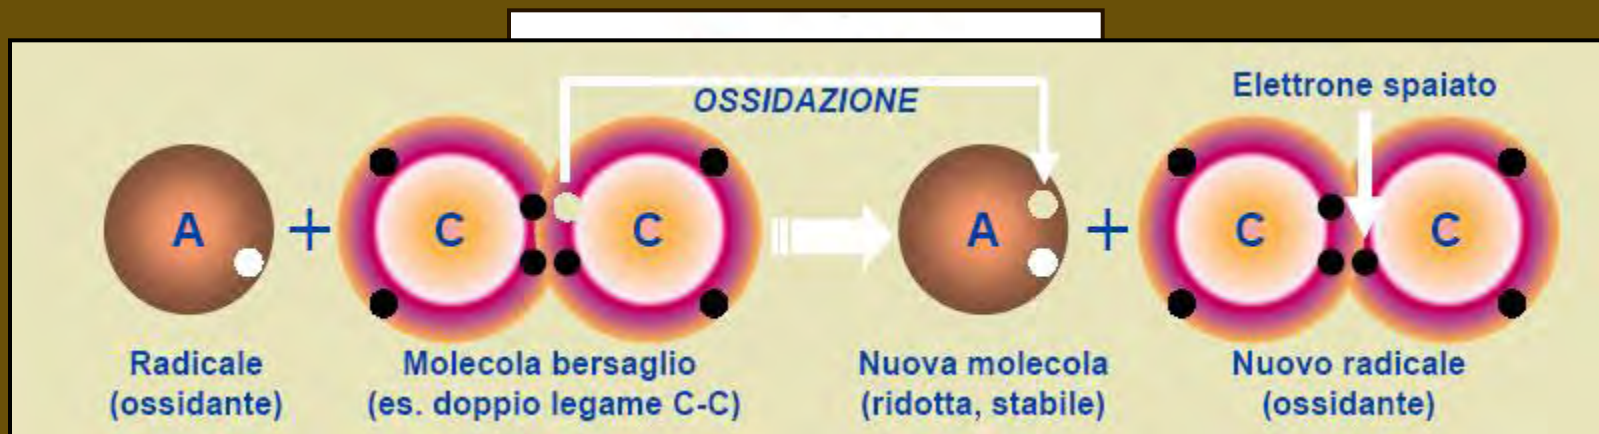 OSSIDAZIONE
Elettrone spaiato
A + C C A + C C
Radicale
(ossidante)
Molecola bersaglio
(es. doppio legame C-C)
Nuova molecola
(ridotta, stabile)
Nuovo radicale
(ossidante)